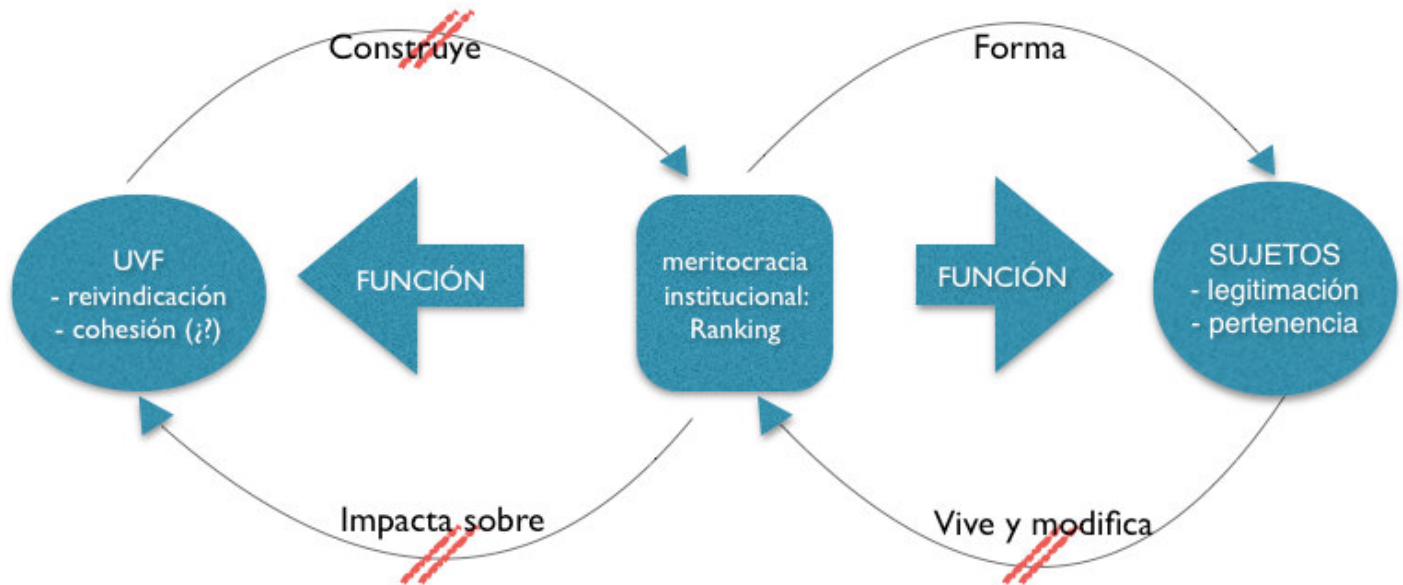 Construye
Forma
UVF
- reivindicación
- cohesión (¿?)
FUNCIÓN
meritocracia
institucional:
Ranking
FUNCIÓN
SUJETOS
- legitimación
- pertenencia
Impacta sobre
Vive y modifica